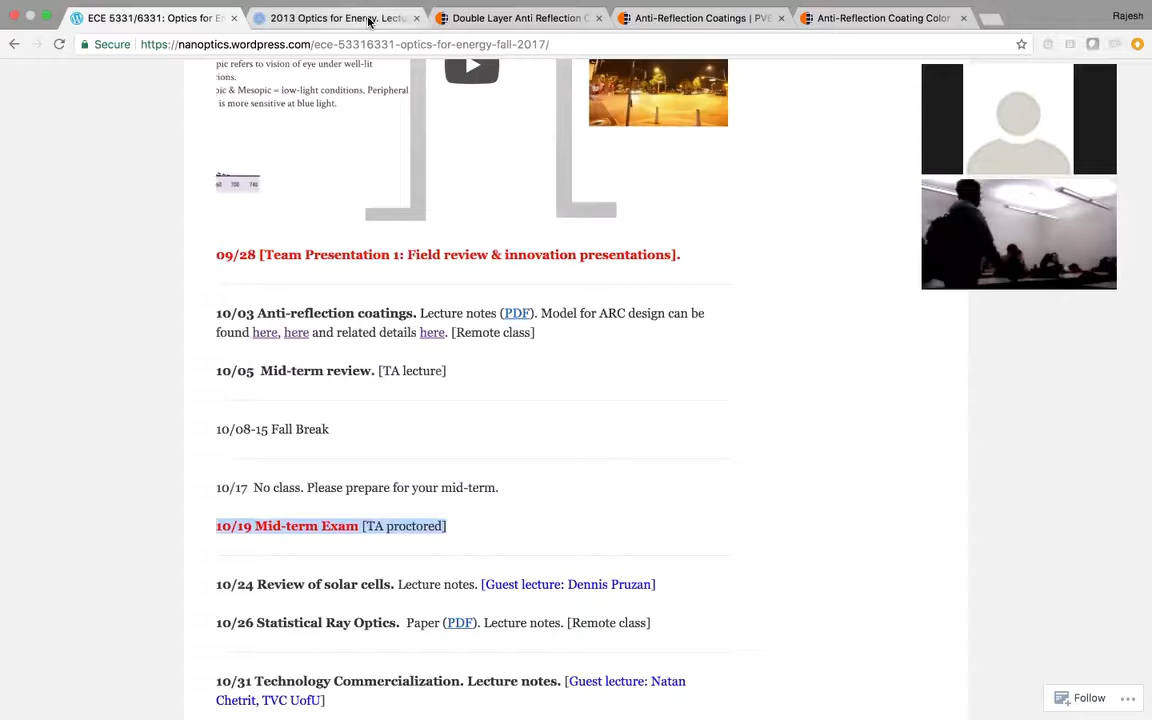 ECE 5331/6331: Optics for En
2013 Optics for Energy. Lectu
Double Layer Anti Reflection C
Anti-Reflection Coatings | PVE
Anti-Reflection Coating Color
Rajesh
Secure
https://nanoptics.wordpress.com/ece-53316331-optics-for-energy-fall-2017/
pic refers to vision of eye under well-lit
ions.
pic & Mesopic = low-light conditions. Peripheral
is more sensitive at blue light.
60 700 740
09/28 [Team Presentation 1: Field review & innovation presentations].
10/03 Anti-reflection coatings. Lecture notes (PDF). Model for ARC design can be
found here, here and related details here. [Remote class]
10/05 Mid-term review. [TA lecture]
10/08-15 Fall Break
10/17 No class. Please prepare for your mid-term.
10/19 Mid-term Exam [TA proctored]
10/24 Review of solar cells. Lecture notes. [Guest lecture: Dennis Pruzan]
10/26 Statistical Ray Optics. Paper (PDF). Lecture notes. [Remote class]
10/31 Technology Commercialization. Lecture notes. [Guest lecture: Natan
Chetrit, TVC UofU]
Follow